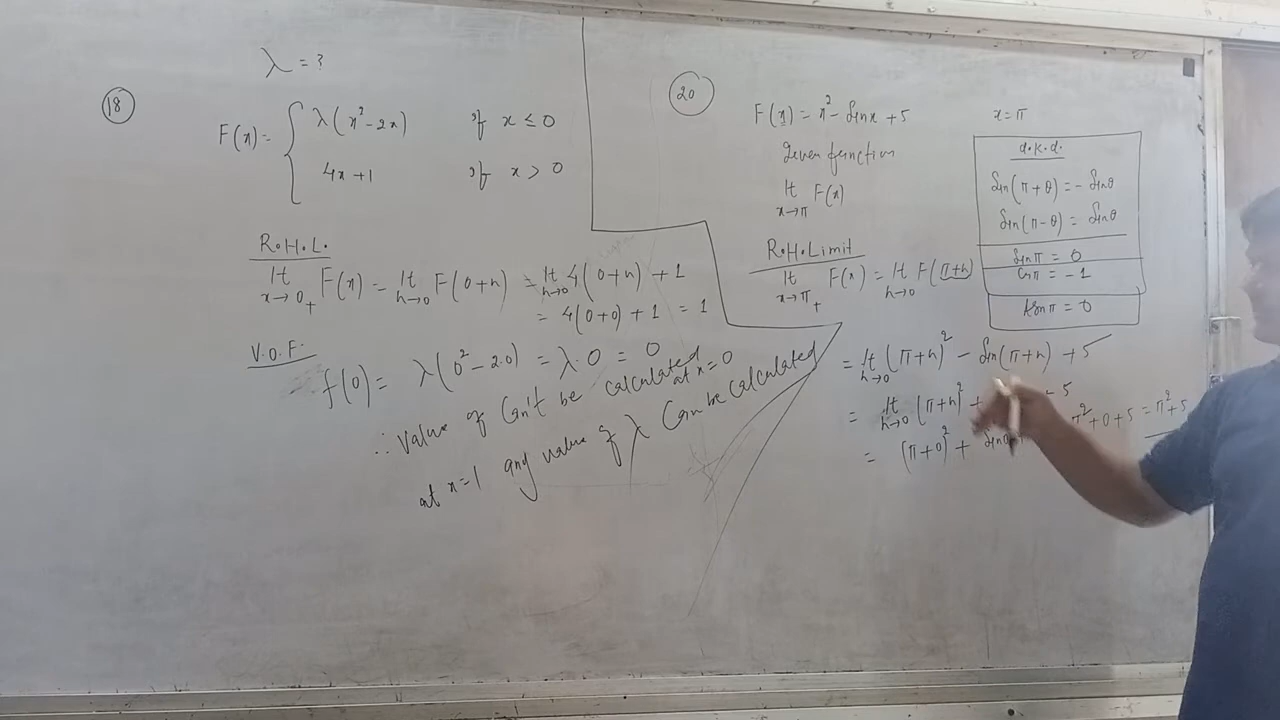 λ = ?
18
F(x) = { λ(x² - 2x) if x ≤ 0
4x + 1 if x > 0
R.H.L.
lt x→0+ F(x) = lt h→0 F(0+h) = lt h→0 4(0+h) + 1
= 4(0+0) + 1 = 1
V.O.F.
f(0) = λ(0² - 2.0) = λ.0 = 0
∴ value of can't be calculated at x=0
at x=1 any value of λ can be calculated
20
F(x) = x² - sinx + 5 x = π
Given function
lt x→π F(x)
R.H.Limit
lt x→π+ F(x) = lt h→0 F(π+h)
= lt h→0 (π+h)² - sin(π+h) + 5
= lt h→0 (π+h)² + 5
= (π+0)² + sin0 π² + 0 + 5 = π² + 5
a.k.a.
sin(π+θ) = - sinθ
sin(π-θ) = sinθ
sinπ = 0
cosπ = -1
tanπ = 0